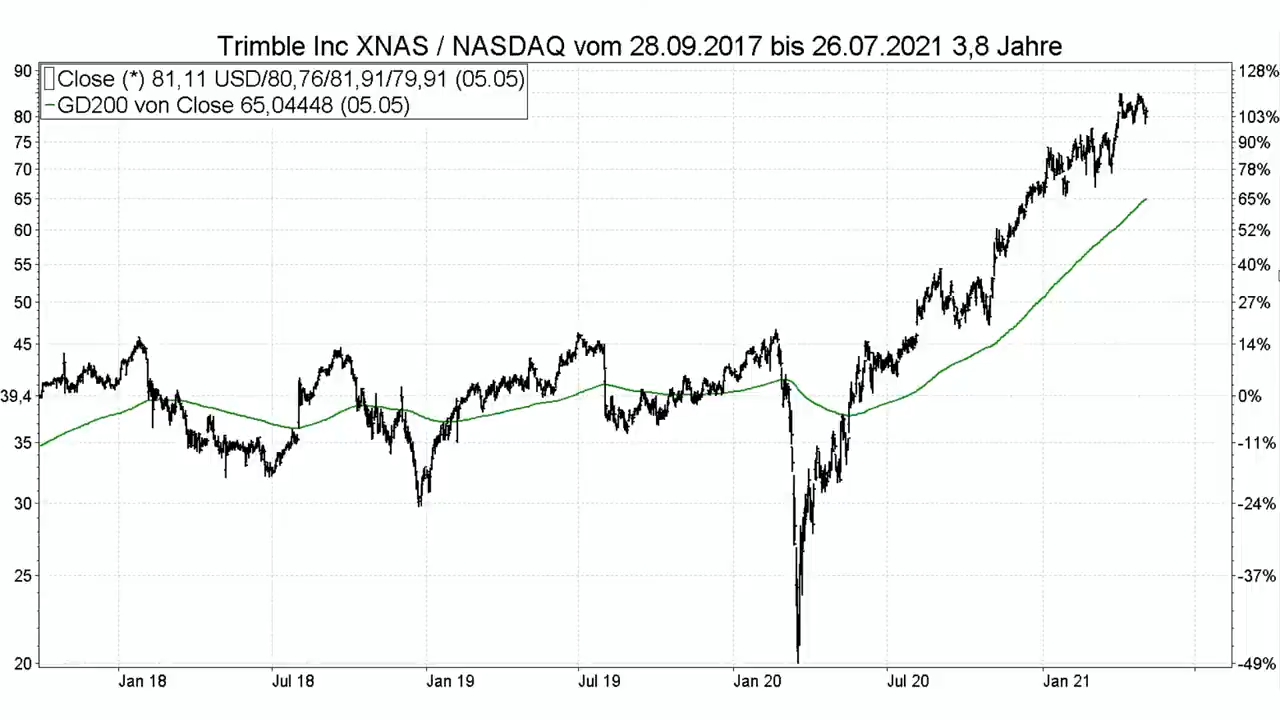 Trimble Inc XNAS / NASDAQ vom 28.09.2017 bis 26.07.2021 3,8 Jahre
Close (*) 81,11 USD/80,76/81,91/79,91 (05.05)
GD200 von Close 65,04448 (05.05)
90
80
75
70
65
60
55
50
45
39,4
35
30
25
20
128%
103%
90%
78%
65%
52%
40%
27%
14%
0%
-11%
-24%
-37%
-49%
Jan 18
Jul 18
Jan 19
Jul 19
Jan 20
Jul 20
Jan 21